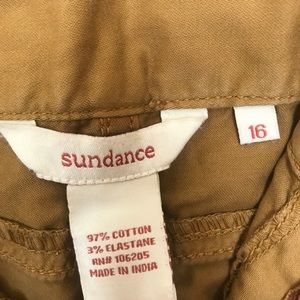 sundance
16
97% COTTON
3% ELASTANE
RN# 106205
MADE IN INDIA